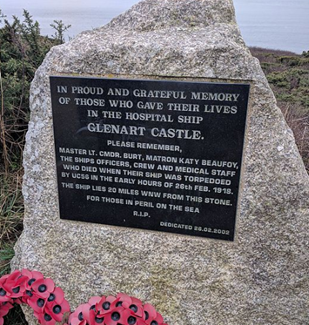 IN PROUD AND GRATEFUL MEMORY
OF THOSE WHO GAVE THEIR LIVES
IN THE HOSPITAL SHIP
GLENART CASTLE.
PLEASE REMEMBER,
MASTER LT. CMDR. BURT, MATRON KATY BEAUFOY,
THE SHIPS OFFICERS, CREW AND MEDICAL STAFF
WHO DIED WHEN THEIR SHIP WAS TORPEDOED
BY UC56 IN THE EARLY HOURS OF 26th FEB. 1918.
THE SHIP LIES 20 MILES WNW FROM THIS STONE.
FOR THOSE IN PERIL ON THE SEA
R.I.P.
DEDICATED 26.02.2002